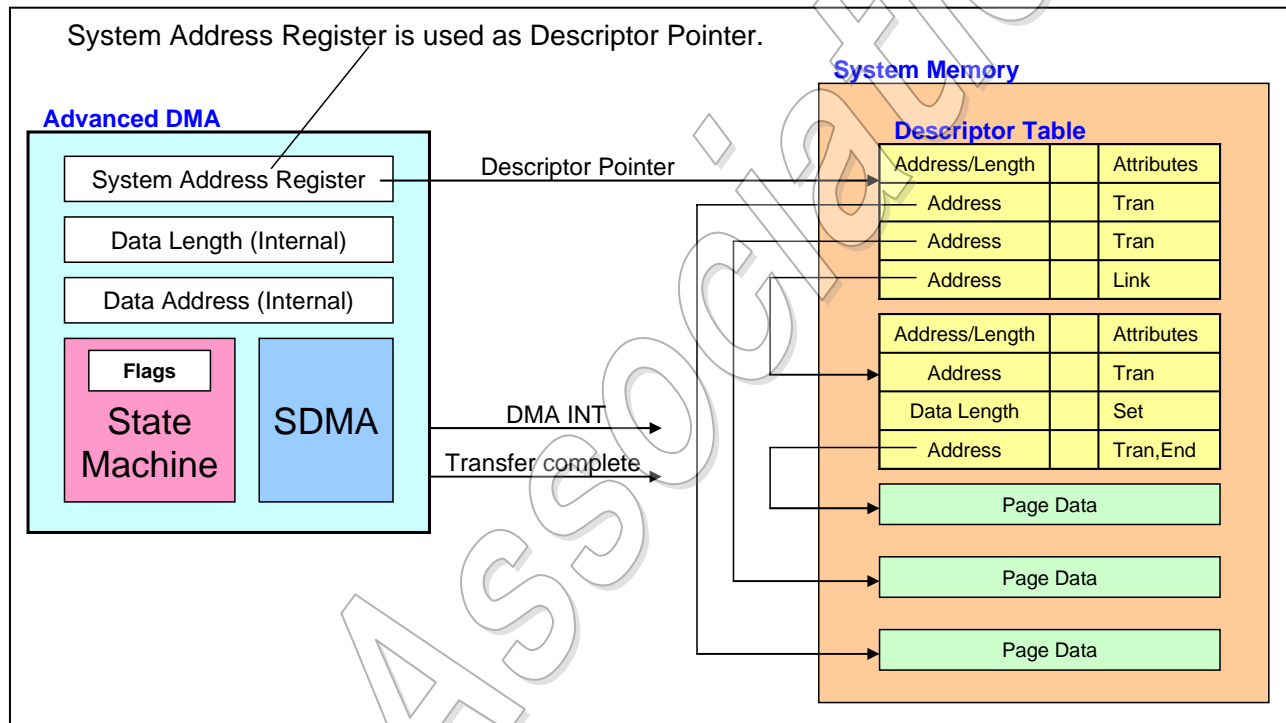 System Address Register is used as Descriptor Pointer.
System Memory
Advanced DMA
Descriptor Table
System Address Register
Descriptor Pointer
Address/Length Attributes
Address Tran
Address Tran
Address Link
Data Length (Internal)
Data Address (Internal)
Address/Length Attributes
Address Tran
Data Length Set
Address Tran,End
Flags
State
Machine
SDMA
DMA INT
Transfer complete
Page Data
Page Data
Page Data
Associatio